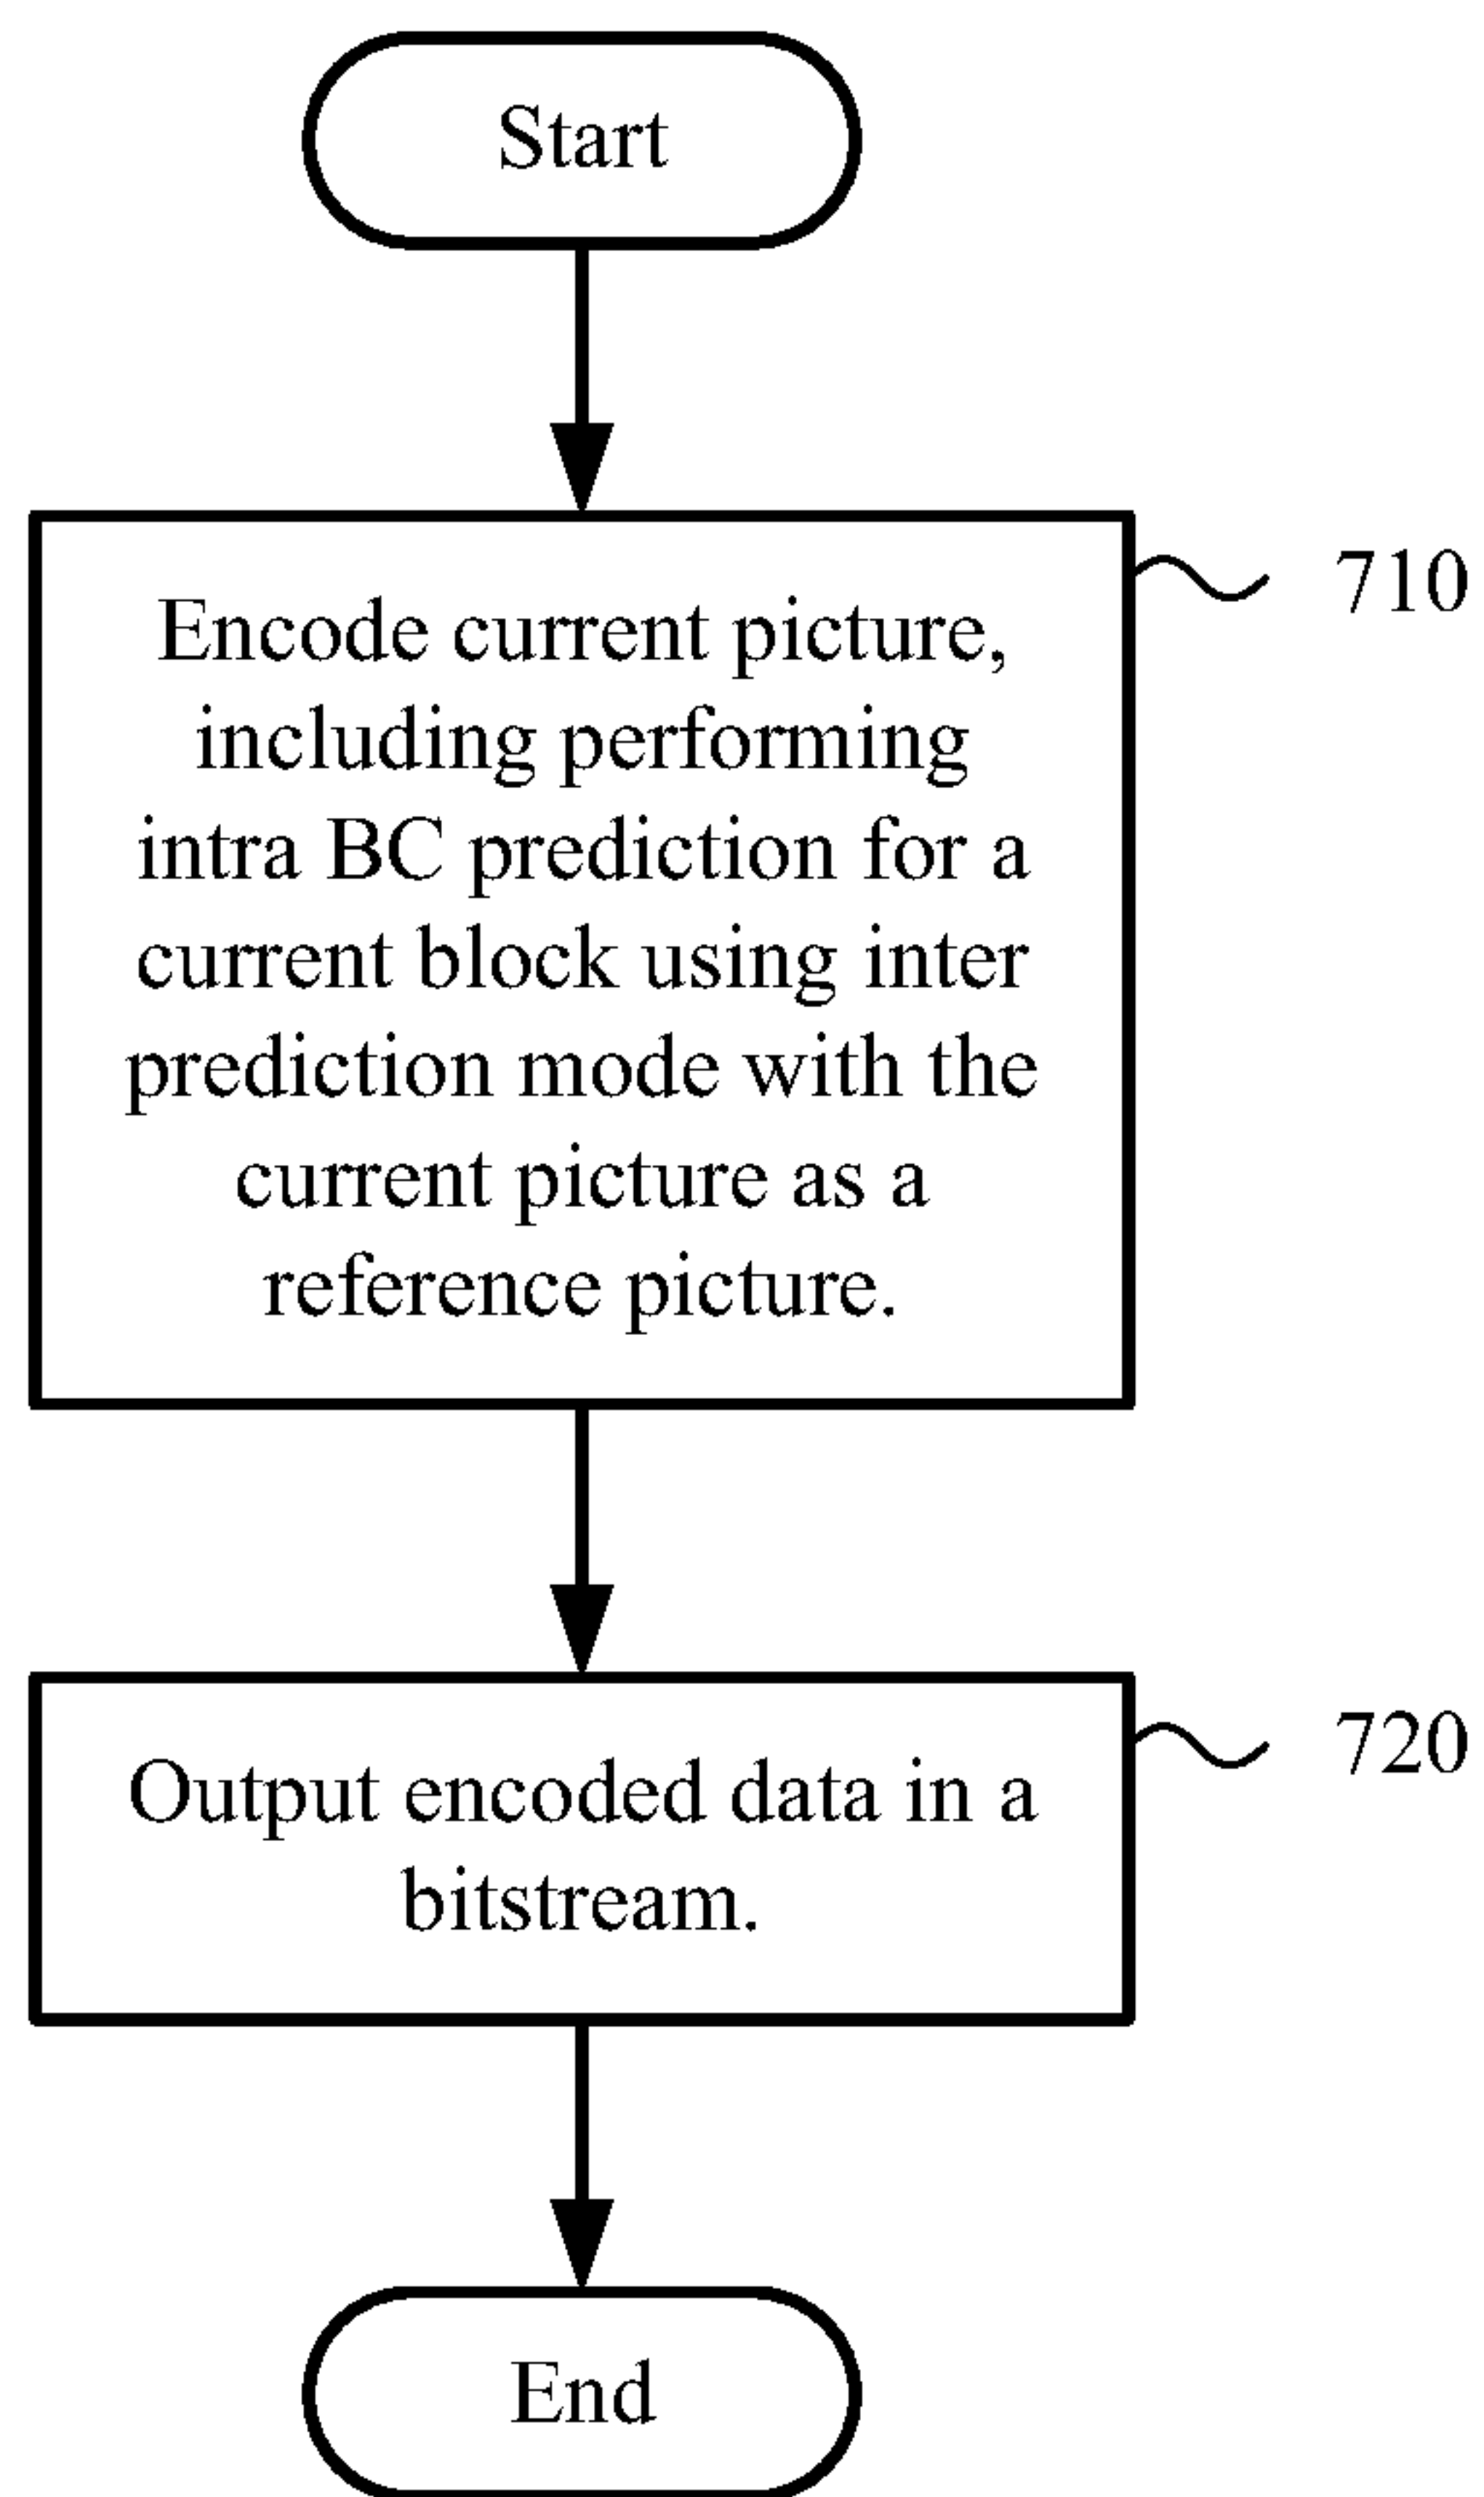 Start
710
Encode current picture,
including performing
intra BC prediction for a
current block using inter
prediction mode with the
current picture as a
reference picture.
720
Output encoded data in a
bitstream.
End